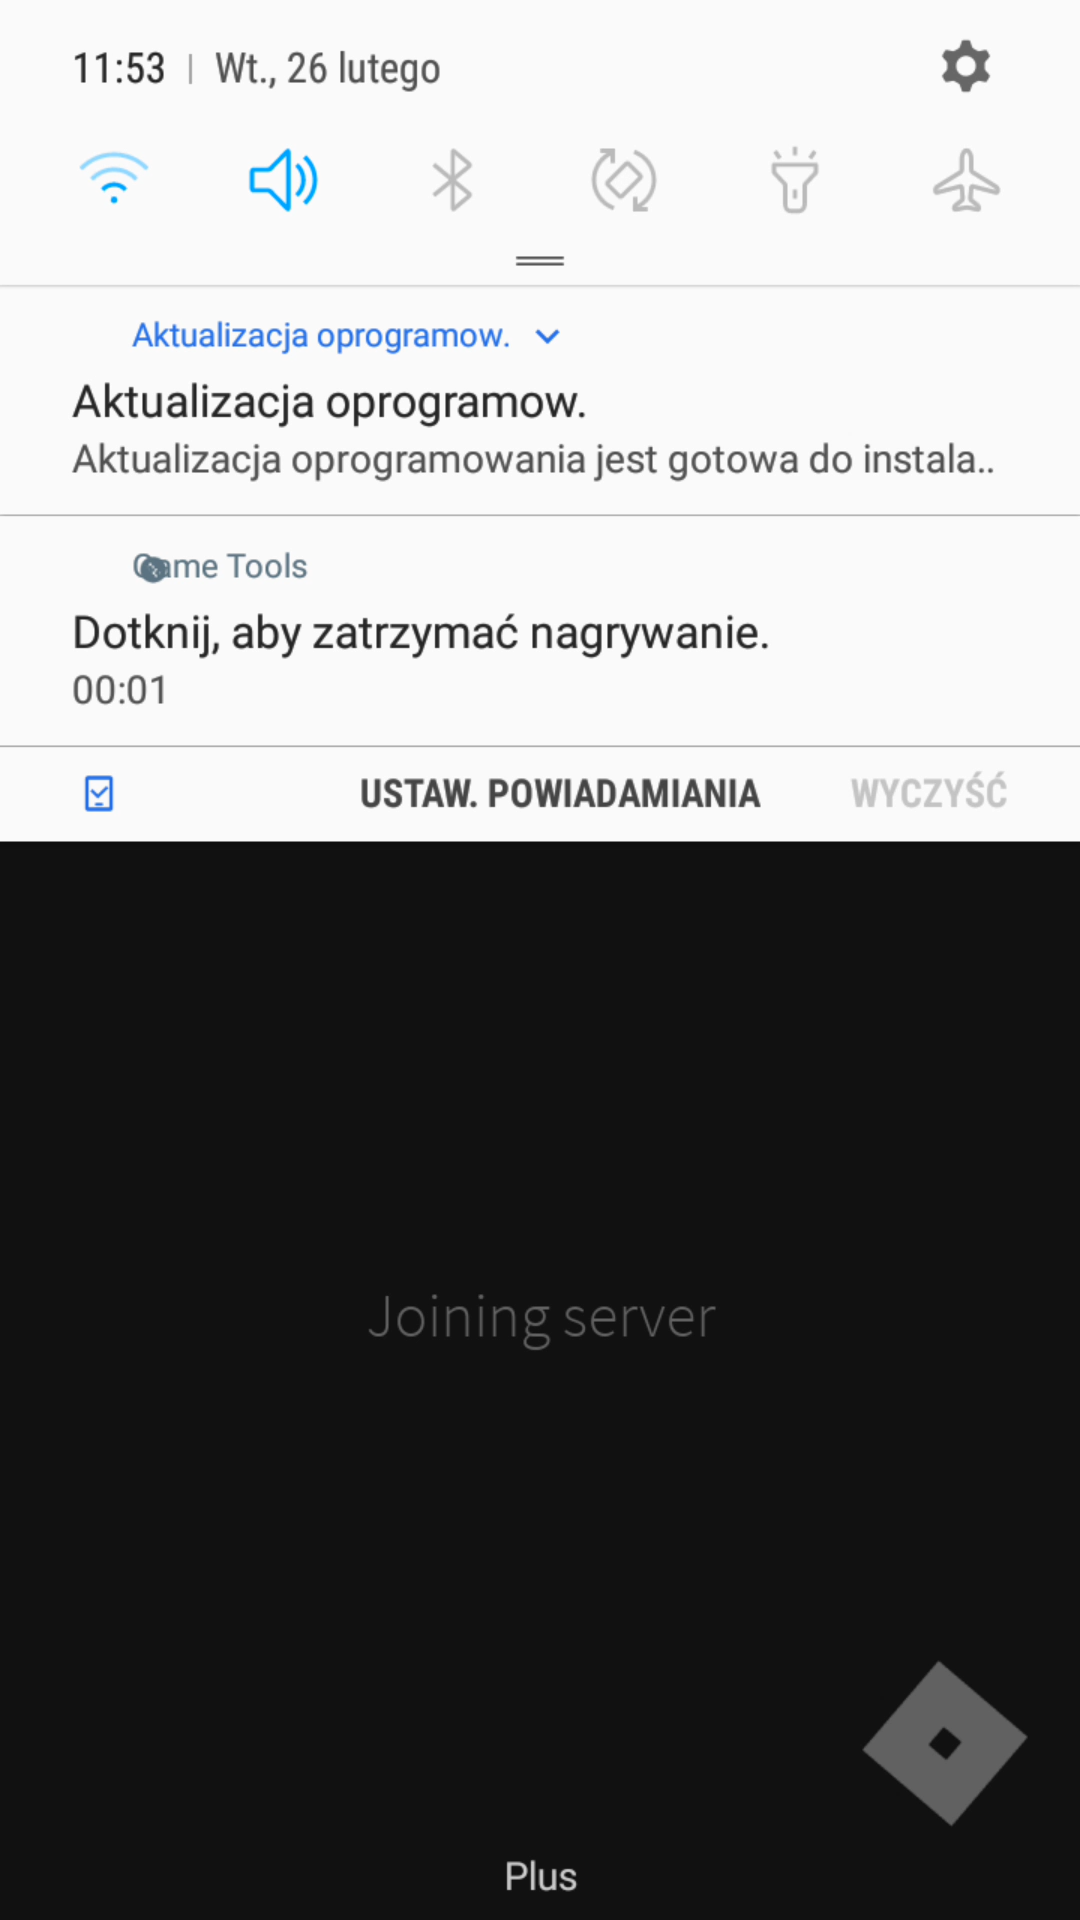 11:53 | Wt., 26 lutego
Aktualizacja oprogramow.
Aktualizacja oprogramow.
Aktualizacja oprogramowania jest gotowa do instala..
Game Tools
Dotknij, aby zatrzymać nagrywanie.
00:01
USTAW. POWIADAMIANIA WYCZYŚĆ
Joining server
Plus